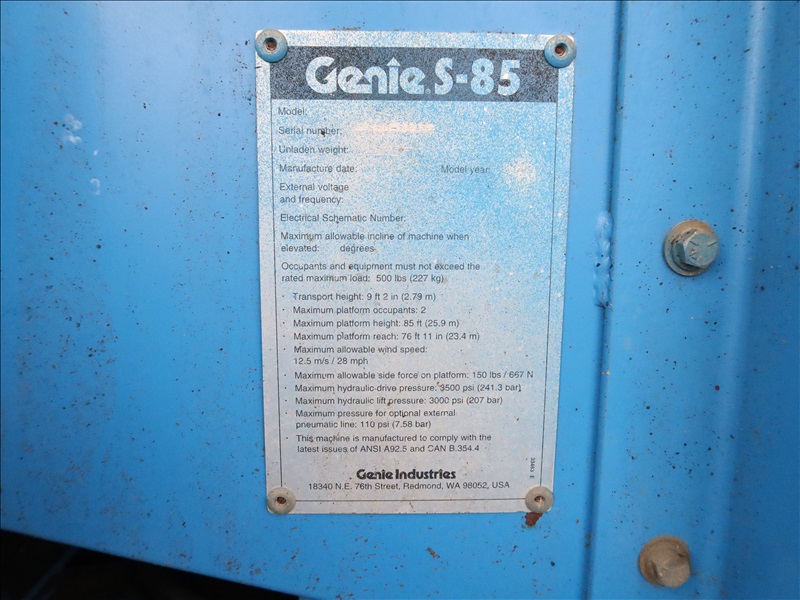 Genie S-85
Model:
Serial number:
Unladen weight:
Manufacture date: Model year:
External voltage
and frequency:
Electrical Schematic Number:
Maximum allowable incline of machine when
elevated: degrees
Occupants and equipment must not exceed the
rated maximum load: 500 lbs (227 kg)
· Transport height: 9 ft 2 in (2.79 m)
· Maximum platform occupants: 2
· Maximum platform height: 85 ft (25.9 m)
· Maximum platform reach: 76 ft 11 in (23.4 m)
· Maximum allowable wind speed:
12.5 m/s / 28 mph
· Maximum allowable side force on platform: 150 lbs / 667 N
· Maximum hydraulic drive pressure: 3500 psi (241.3 bar)
· Maximum hydraulic lift pressure: 3000 psi (207 bar)
· Maximum pressure for optional external
pneumatic line: 110 psi (7.58 bar)
· This machine is manufactured to comply with the
latest issues of ANSI A92.5 and CAN B.354.4
Genie Industries
18340 N.E. 76th Street, Redmond, WA 98052, USA